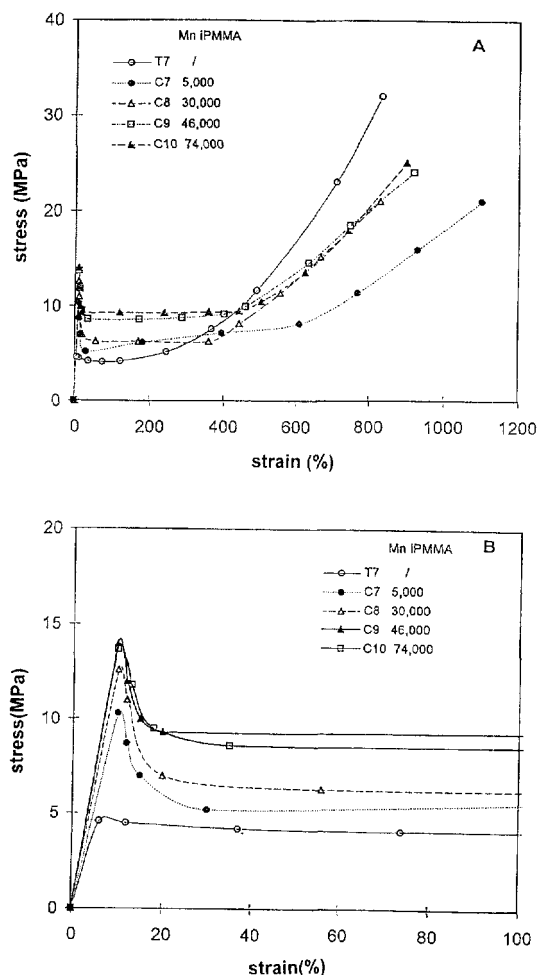 A
Mn iPMMA
T7 /
C7 5,000
C8 30,000
C9 46,000
C10 74,000
stress (MPa)
40
30
20
10
0
0 200 400 600 800 1000 1200
strain (%)
B
Mn iPMMA
T7 /
C7 5,000
C8 30,000
C9 46,000
C10 74,000
stress(MPa)
20
15
10
5
0
0 20 40 60 80 100
strain(%)